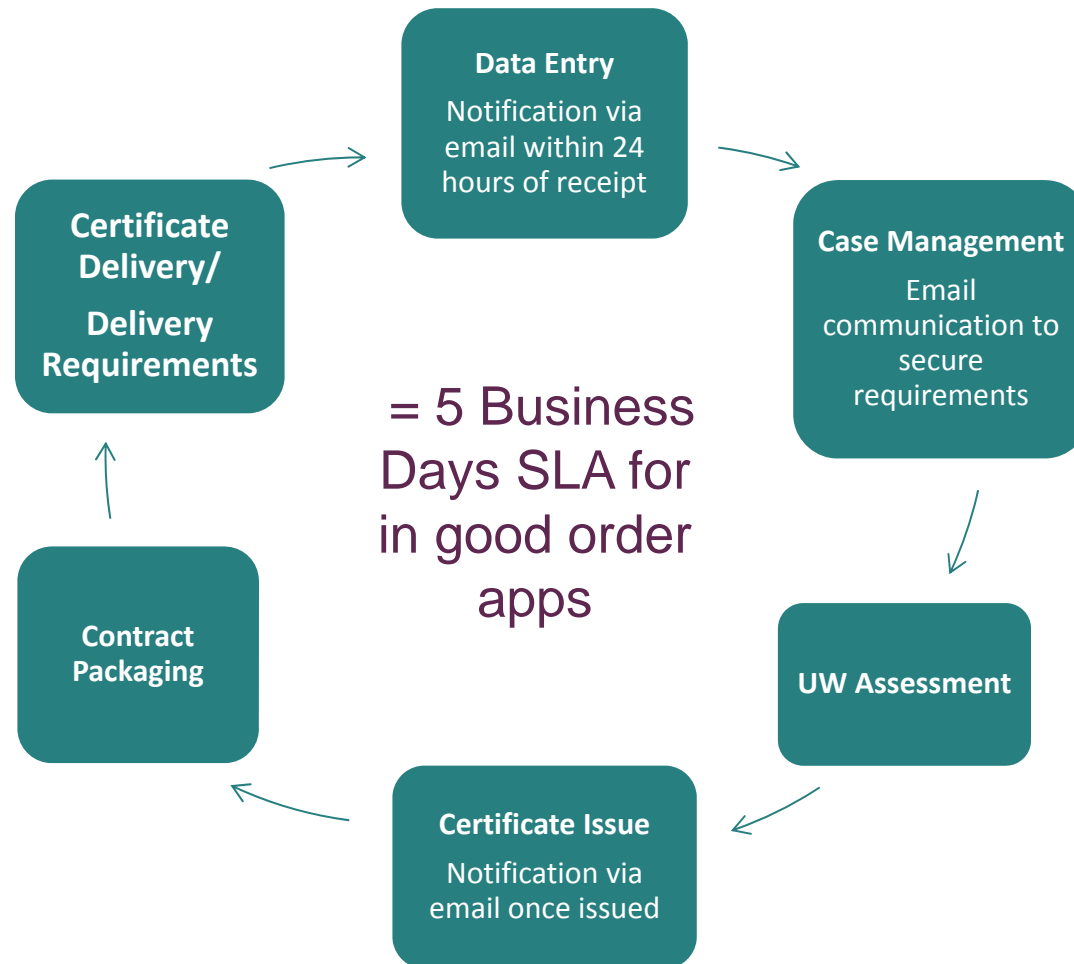 Data Entry
Notification via
email within 24
hours of receipt
Case Management
Email
communication to
secure
requirements
UW Assessment
Certificate Issue
Notification via
email once issued
Contract
Packaging
Certificate
Delivery/
Delivery
Requirements
= 5 Business
Days SLA for
in good order
apps